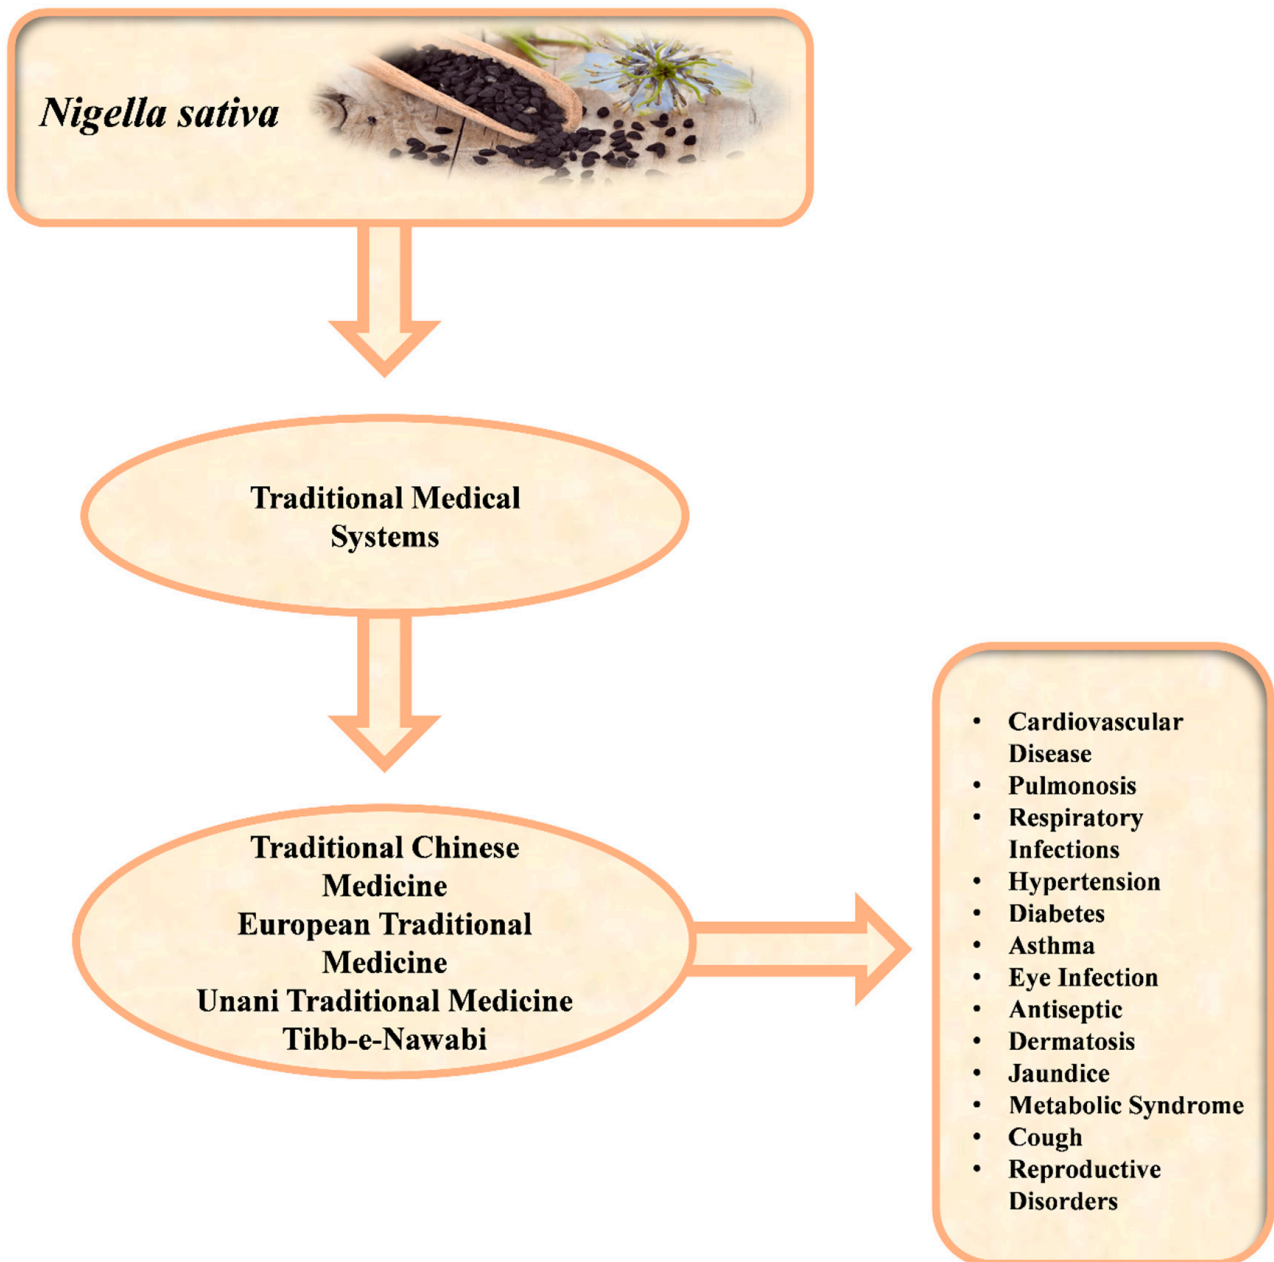 Nigella sativa
Traditional Medical
Systems
Traditional Chinese
Medicine
European Traditional
Medicine
Unani Traditional Medicine
Tibb-e-Nawabi
• Cardiovascular
Disease
• Pulmonosis
• Respiratory
Infections
• Hypertension
• Diabetes
• Asthma
• Eye Infection
• Antiseptic
• Dermatosis
• Jaundice
• Metabolic Syndrome
• Cough
• Reproductive
Disorders